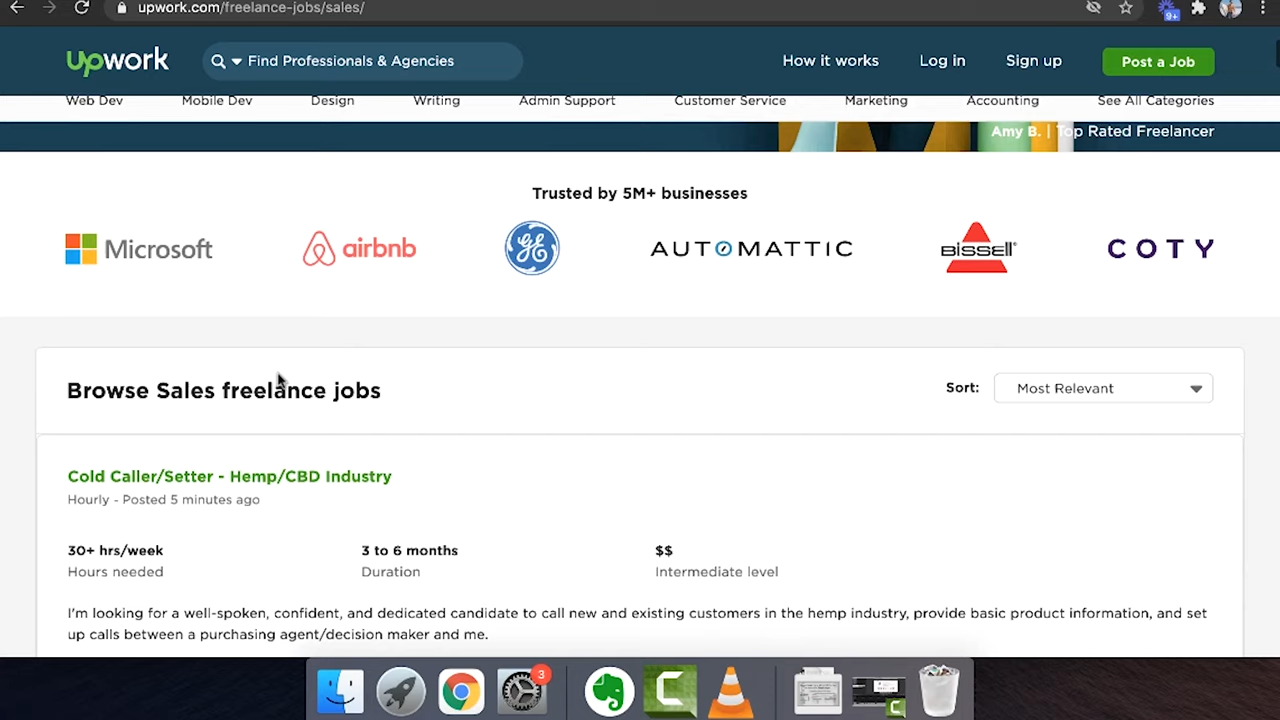 upwork.com/freelance-jobs/sales/
9+
upwork
Find Professionals & Agencies
How it works
Log in
Sign up
Post a Job
Web Dev
Mobile Dev
Design
Writing
Admin Support
Customer Service
Marketing
Accounting
See All Categories
Amy B. | Top Rated Freelancer
Trusted by 5M+ businesses
Microsoft
airbnb
GE
AUTOMATTIC
BISSELL
COTY
Browse Sales freelance jobs
Sort:
Most Relevant
Cold Caller/Setter - Hemp/CBD Industry
Hourly - Posted 5 minutes ago
30+ hrs/week
3 to 6 months
$$
Hours needed
Duration
Intermediate level
I'm looking for a well-spoken, confident, and dedicated candidate to call new and existing customers in the hemp industry, provide basic product information, and set
up calls between a purchasing agent/decision maker and me.
3